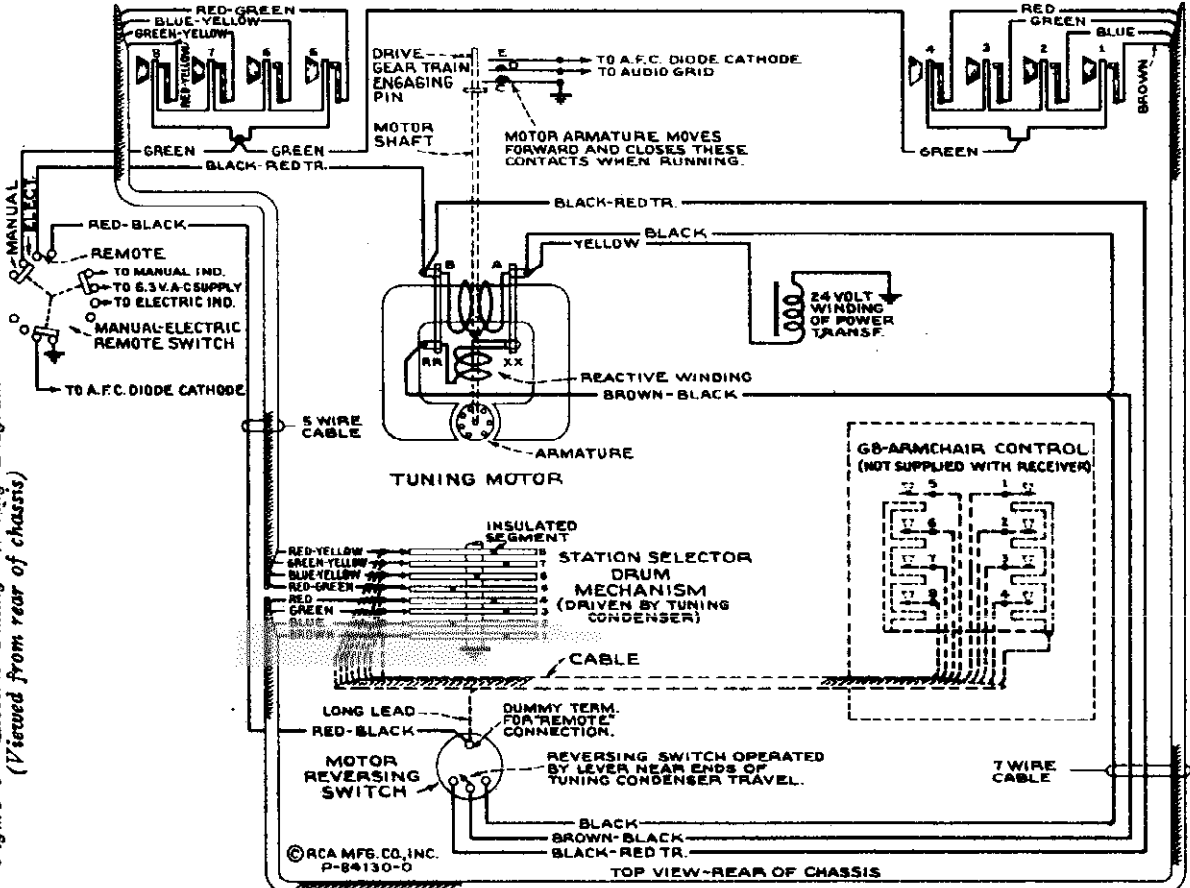 RED-GREEN
BLUE-YELLOW
GREEN-YELLOW
RED-YELLOW
8
7
6
5
GREEN
GREEN
BLACK-RED TR.
MANUAL
ELECT.
RED-BLACK
REMOTE
TO MANUAL IND.
TO 6.3 V. A-C SUPPLY
TO ELECTRIC IND.
MANUAL-ELECTRIC
REMOTE SWITCH
TO A.F.C. DIODE CATHODE
5 WIRE
CABLE
DRIVE
GEAR TRAIN
ENGAGING
PIN
MOTOR
SHAFT
E
D
C
TO A.F.C. DIODE CATHODE
TO AUDIO GRID
MOTOR ARMATURE MOVES
FORWARD AND CLOSES THESE
CONTACTS WHEN RUNNING.
RED
GREEN
BLUE
BROWN
4
3
2
1
GREEN
BLACK-RED TR.
BLACK
YELLOW
B
A
RR
XX
24 VOLT
WINDING
OF POWER
TRANSF.
REACTIVE WINDING
BROWN-BLACK
ARMATURE
TUNING MOTOR
G8-ARMCHAIR CONTROL
(NOT SUPPLIED WITH RECEIVER)
5
1
6
2
7
3
8
4
INSULATED
SEGMENT
RED-YELLOW
8
GREEN-YELLOW
7
BLUE-YELLOW
6
RED-GREEN
5
RED
4
GREEN
3
BLUE
2
BROWN
1
STATION SELECTOR
DRUM
MECHANISM
(DRIVEN BY TUNING
CONDENSER)
CABLE
LONG LEAD
RED-BLACK
DUMMY TERM.
FOR "REMOTE"
CONNECTION.
MOTOR
REVERSING
SWITCH
REVERSING SWITCH OPERATED
BY LEVER NEAR ENDS OF
TUNING CONDENSER TRAVEL.
7 WIRE
CABLE
BLACK
BROWN-BLACK
BLACK-RED TR.
© RCA MFG. CO., INC.
P-84130-0
TOP VIEW-REAR OF CHASSIS
(Viewed from rear of chassis)